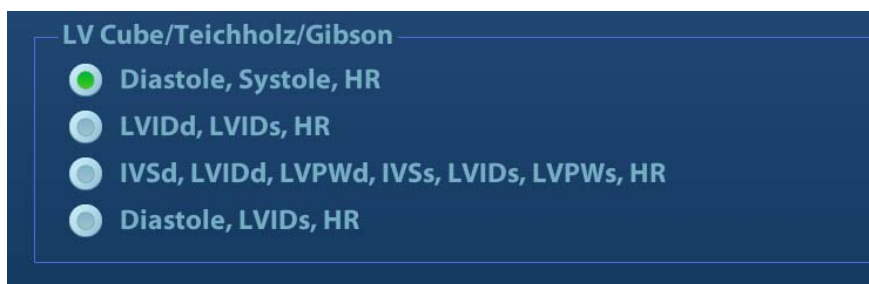 LV Cube/Teichholz/Gibson
Diastole, Systole, HR
LVIDd, LVIDs, HR
IVSd, LVIDd, LVPWd, IVSs, LVIDs, LVPWs, HR
Diastole, LVIDs, HR